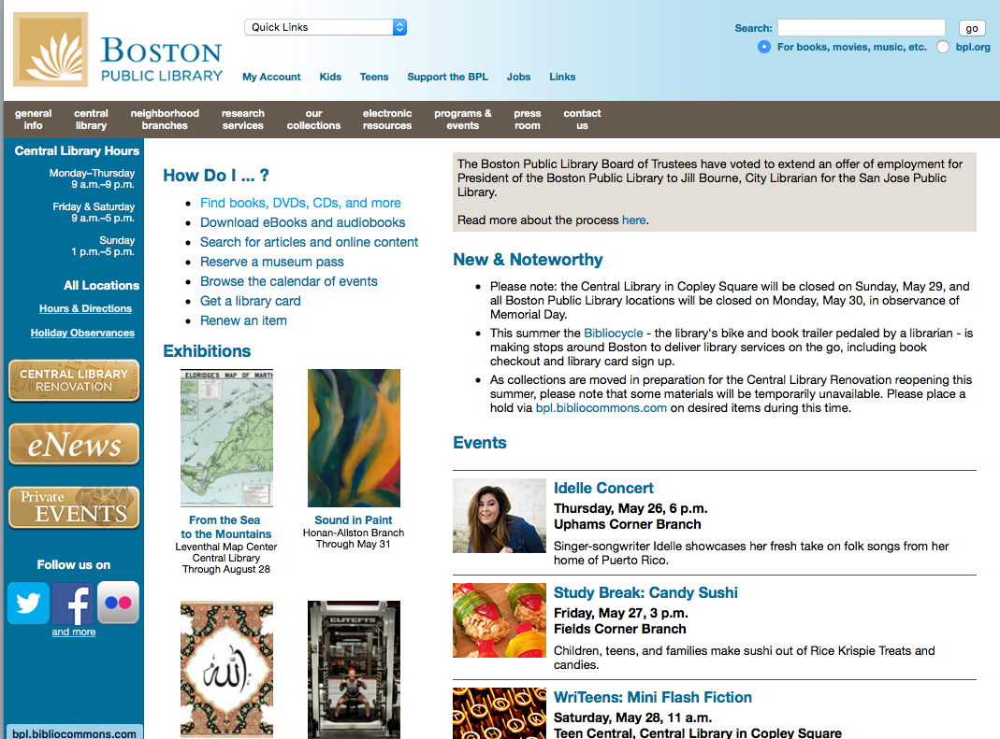 BOSTON
PUBLIC LIBRARY
Quick Links
Search:
go
For books, movies, music, etc.
bpl.org
My Account Kids Teens Support the BPL Jobs Links
general info
central library
neighborhood branches
research services
our collections
electronic resources
programs & events
press room
contact us
Central Library Hours
Monday–Thursday
9 a.m.–9 p.m.
Friday & Saturday
9 a.m.–5 p.m.
Sunday
1 p.m.–5 p.m.
All Locations
Hours & Directions
Holiday Observances
CENTRAL LIBRARY
RENOVATION
eNews
Private
EVENTS
Follow us on
and more
bpl.bibliocommons.com
How Do I ... ?
Find books, DVDs, CDs, and more
Download eBooks and audiobooks
Search for articles and online content
Reserve a museum pass
Browse the calendar of events
Get a library card
Renew an item
Exhibitions
ELDRIDGE'S MAP OF MARTH
From the Sea
to the Mountains
Leventhal Map Center
Central Library
Through August 28
Sound in Paint
Honan-Allston Branch
Through May 31
الله
ELITEFTS
The Boston Public Library Board of Trustees have voted to extend an offer of employment for
President of the Boston Public Library to Jill Bourne, City Librarian for the San Jose Public
Library.
Read more about the process here.
New & Noteworthy
Please note: the Central Library in Copley Square will be closed on Sunday, May 29, and
all Boston Public Library locations will be closed on Monday, May 30, in observance of
Memorial Day.
This summer the Bibliocycle - the library's bike and book trailer pedaled by a librarian - is
making stops around Boston to deliver library services on the go, including book
checkout and library card sign up.
As collections are moved in preparation for the Central Library Renovation reopening this
summer, please note that some materials will be temporarily unavailable. Please place a
hold via bpl.bibliocommons.com on desired items during this time.
Events
Idelle Concert
Thursday, May 26, 6 p.m.
Uphams Corner Branch
Singer-songwriter Idelle showcases her fresh take on folk songs from her
home of Puerto Rico.
Study Break: Candy Sushi
Friday, May 27, 3 p.m.
Fields Corner Branch
Children, teens, and families make sushi out of Rice Krispie Treats and
candies.
WriTeens: Mini Flash Fiction
Saturday, May 28, 11 a.m.
Teen Central, Central Library in Copley Square